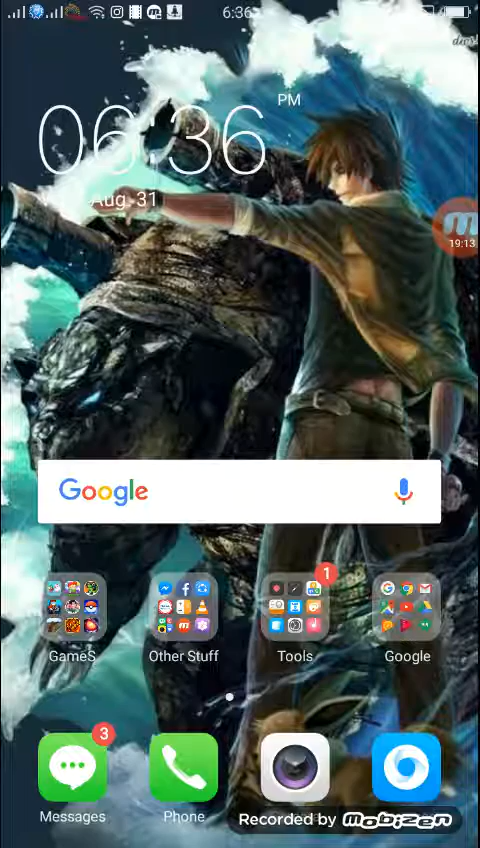 6:36
PM
06:36
Aug 31
19:13
Google
1
GameS
Other Stuff
Tools
Google
3
Messages
Phone
Recorded by mobizen